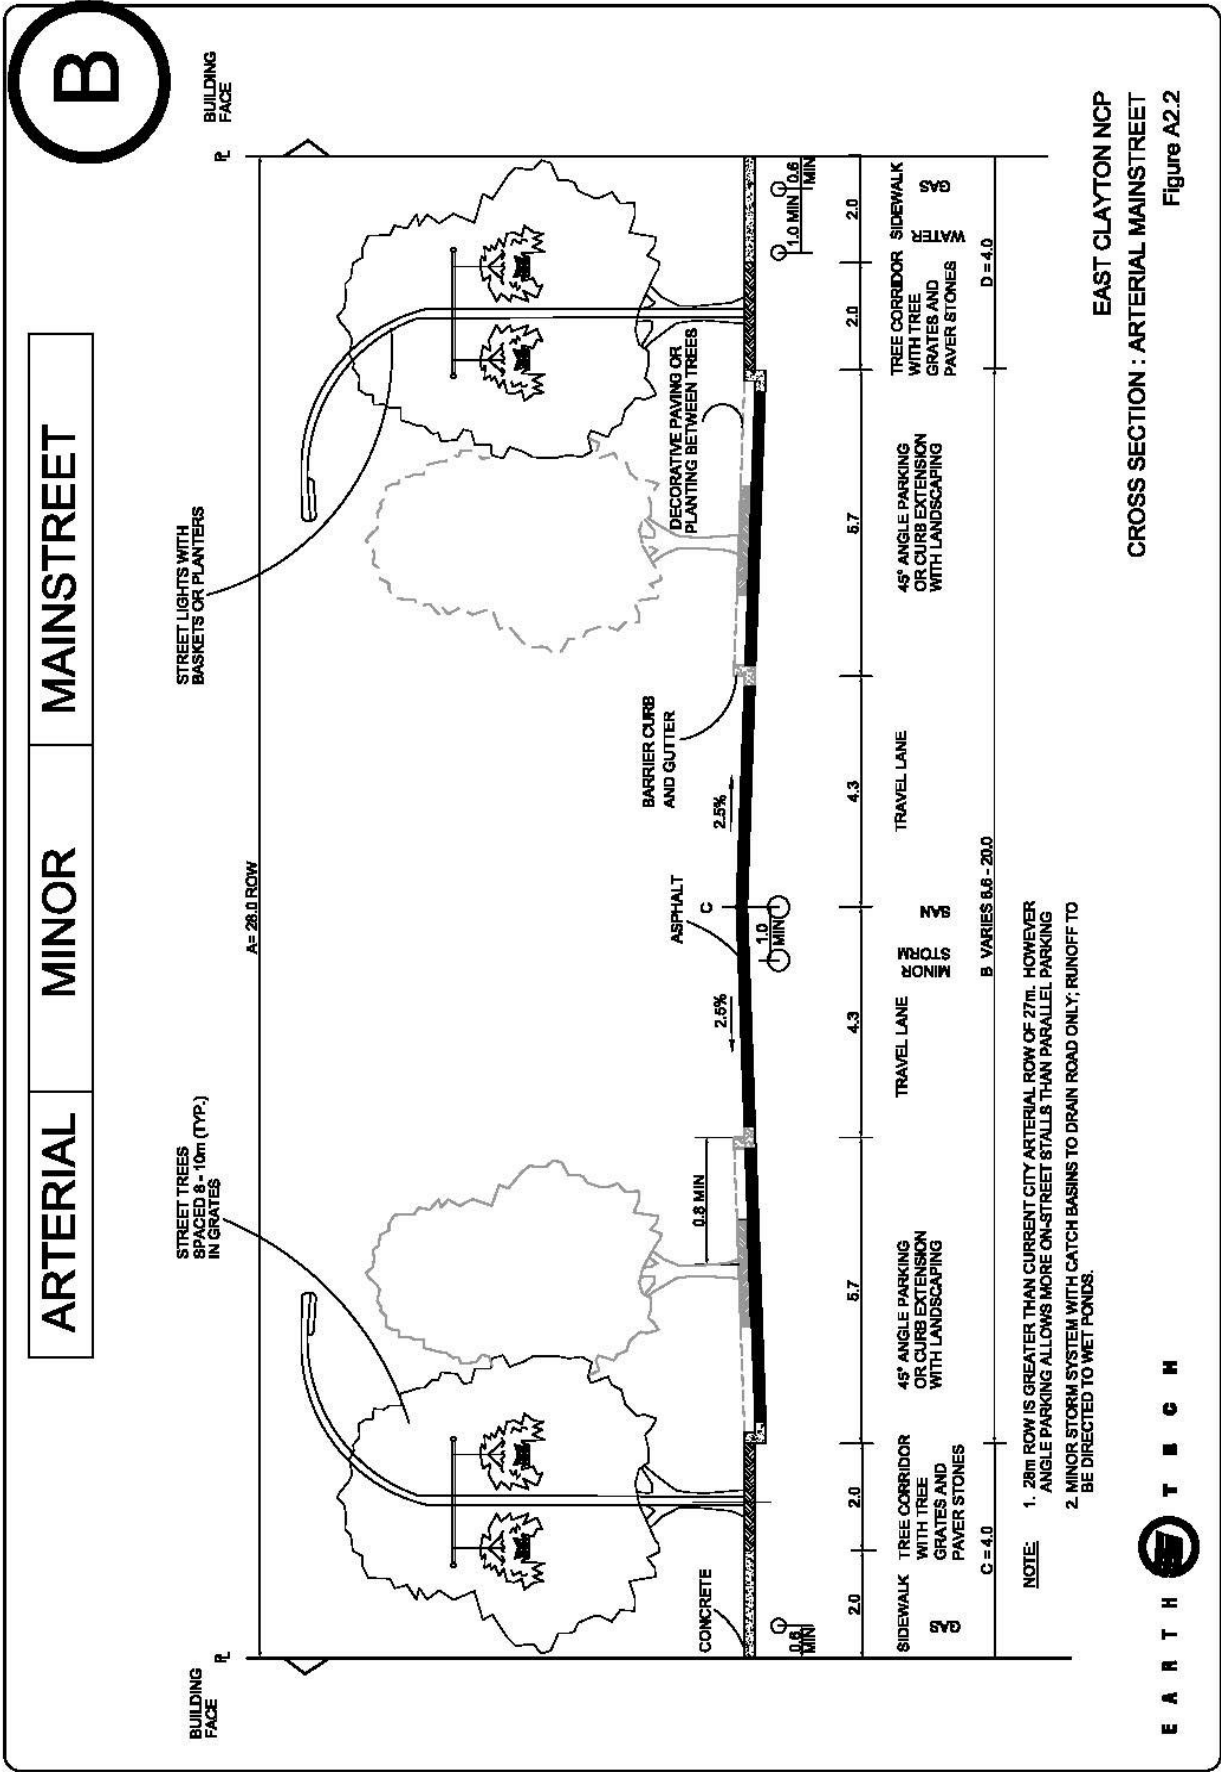 B
ARTERIAL MINOR MAINSTREET
BUILDING
FACE
PL
STREET TREES
SPACED 8 - 10m (TYP.)
IN GRATES
STREET LIGHTS WITH
BASKETS OR PLANTERS
BUILDING
FACE
PL
A= 28.0 ROW
CONCRETE
0.8 MIN
ASPHALT
C
2.5%
2.5%
BARRIER CURB
AND GUTTER
DECORATIVE PAVING OR
PLANTING BETWEEN TREES
0.6
MIN
1.0
MIN
1.0 MIN 0.6
MIN
2.0 2.0 5.7 4.3 4.3 5.7 2.0 2.0
SIDEWALK
TREE CORRIDOR
WITH TREE
GRATES AND
PAVER STONES
45° ANGLE PARKING
OR CURB EXTENSION
WITH LANDSCAPING
TRAVEL LANE
TRAVEL LANE
45° ANGLE PARKING
OR CURB EXTENSION
WITH LANDSCAPING
TREE CORRIDOR
WITH TREE
GRATES AND
PAVER STONES
SIDEWALK
GAS
MINOR
STORM
SAN
WATER
GAS
C = 4.0
B VARIES 8.6 - 20.0
D = 4.0
NOTE: 1. 28m ROW IS GREATER THAN CURRENT CITY ARTERIAL ROW OF 27m. HOWEVER
ANGLE PARKING ALLOWS MORE ON-STREET STALLS THAN PARALLEL PARKING
2. MINOR STORM SYSTEM WITH CATCH BASINS TO DRAIN ROAD ONLY; RUNOFF TO
BE DIRECTED TO WET PONDS.
EAST CLAYTON NCP
CROSS SECTION : ARTERIAL MAINSTREET
Figure A2.2
EARTH TECH